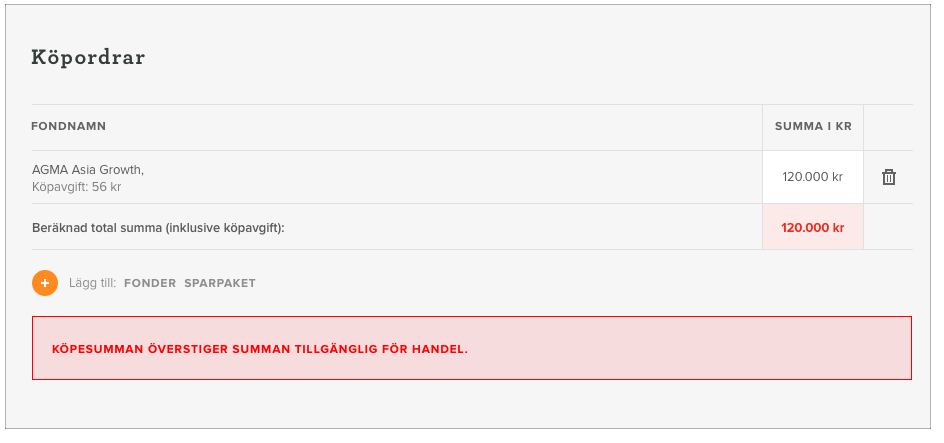 Köpordrar
FONDNAMN SUMMA I KR
AGMA Asia Growth, 120.000 kr
Köpavgift: 56 kr
Beräknad total summa (inklusive köpavgift): 120.000 kr
Lägg till: FONDER SPARPAKET
KÖPESUMMAN ÖVERSTIGER SUMMAN TILLGÄNGLIG FÖR HANDEL.